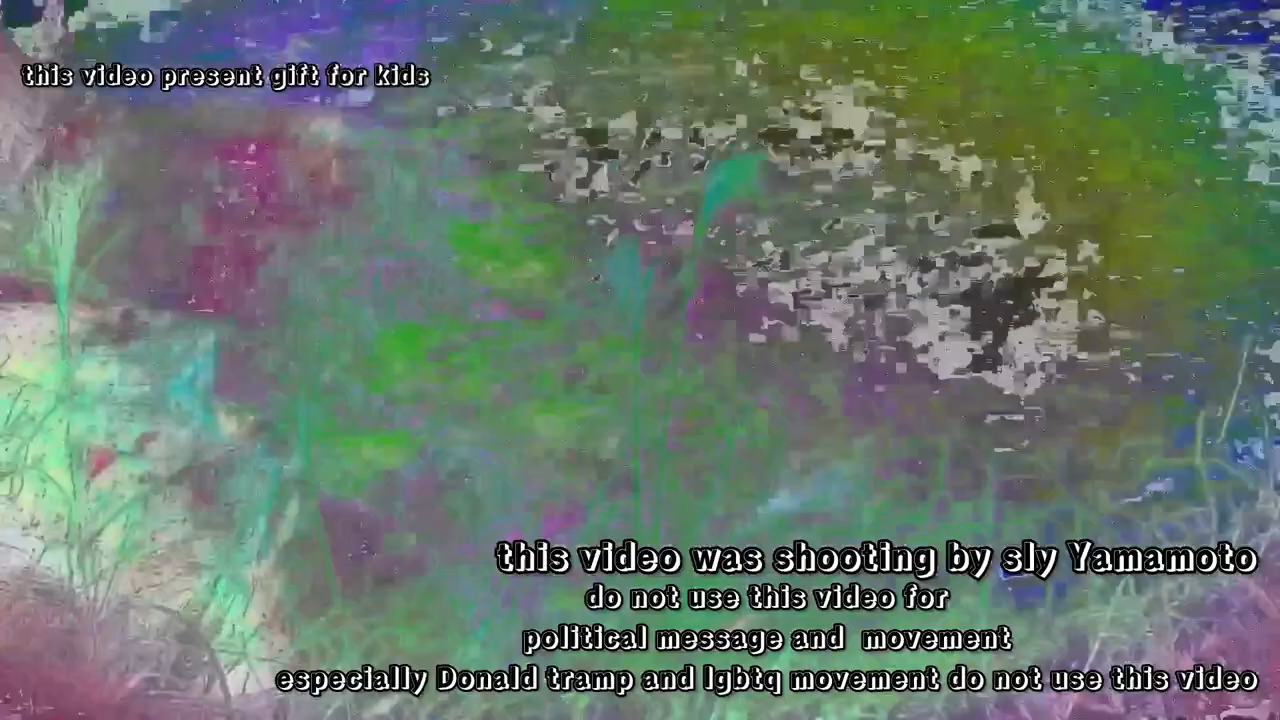 this video present gift for kids
this video was shooting by sly Yamamoto
do not use this video for
political message and movement
especially Donald tramp and lgbtq movement do not use this video